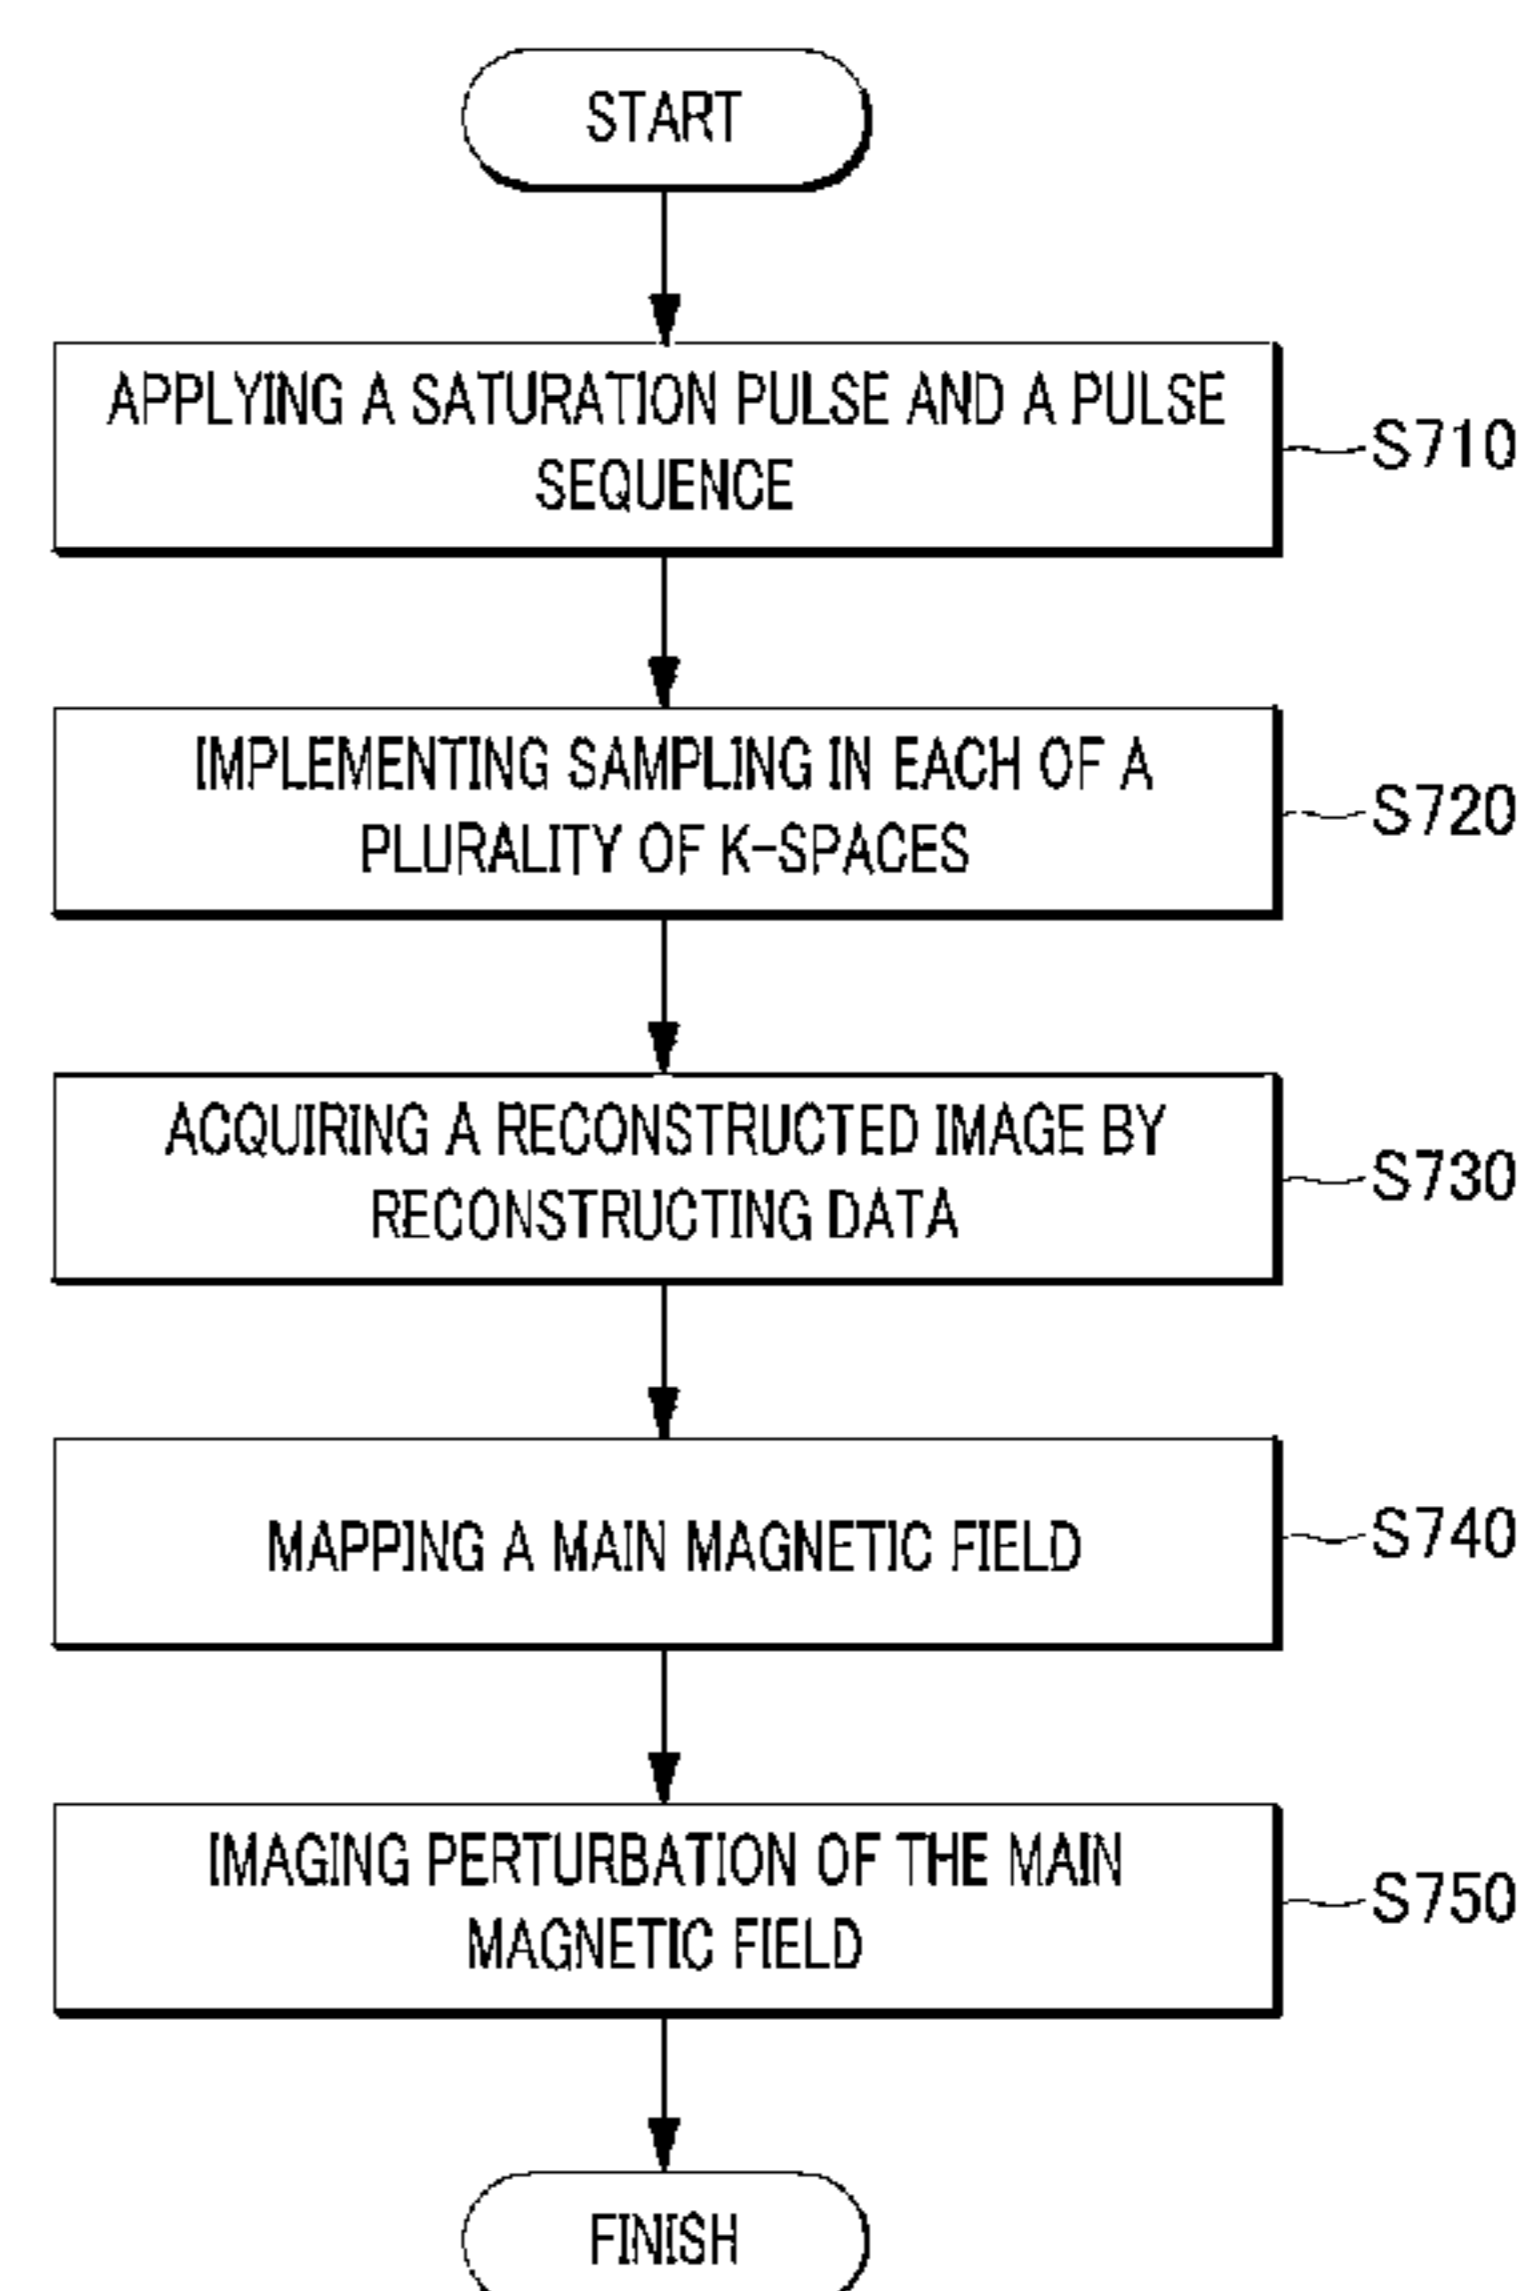 START
APPLYING A SATURATION PULSE AND A PULSE
SEQUENCE
S710
IMPLEMENTING SAMPLING IN EACH OF A
PLURALITY OF K-SPACES
S720
ACQUIRING A RECONSTRUCTED IMAGE BY
RECONSTRUCTING DATA
S730
MAPPING A MAIN MAGNETIC FIELD
S740
IMAGING PERTURBATION OF THE MAIN
MAGNETIC FIELD
S750
FINISH